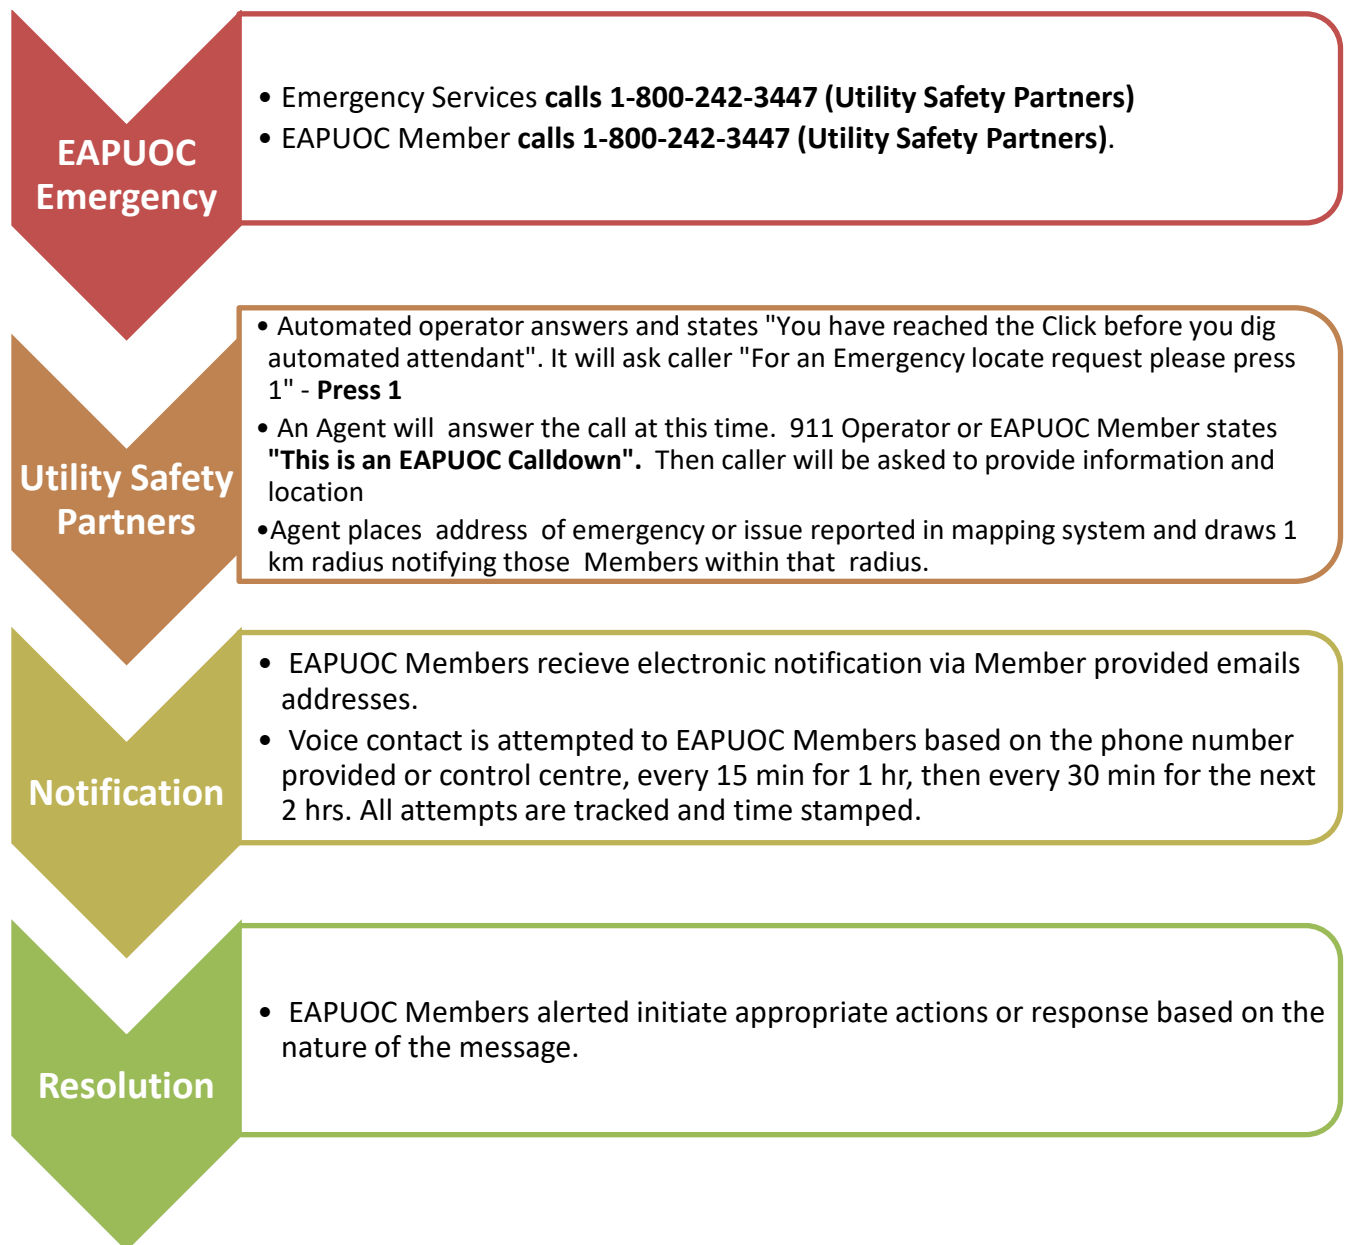 EAPUOC
Emergency
• Emergency Services calls 1-800-242-3447 (Utility Safety Partners)
• EAPUOC Member calls 1-800-242-3447 (Utility Safety Partners).
Utility Safety
Partners
• Automated operator answers and states "You have reached the Click before you dig
automated attendant". It will ask caller "For an Emergency locate request please press
1" - Press 1
• An Agent will answer the call at this time. 911 Operator or EAPUOC Member states
"This is an EAPUOC Calldown". Then caller will be asked to provide information and
location
•Agent places address of emergency or issue reported in mapping system and draws 1
km radius notifying those Members within that radius.
Notification
• EAPUOC Members recieve electronic notification via Member provided emails
addresses.
• Voice contact is attempted to EAPUOC Members based on the phone number
provided or control centre, every 15 min for 1 hr, then every 30 min for the next
2 hrs. All attempts are tracked and time stamped.
Resolution
• EAPUOC Members alerted initiate appropriate actions or response based on the
nature of the message.